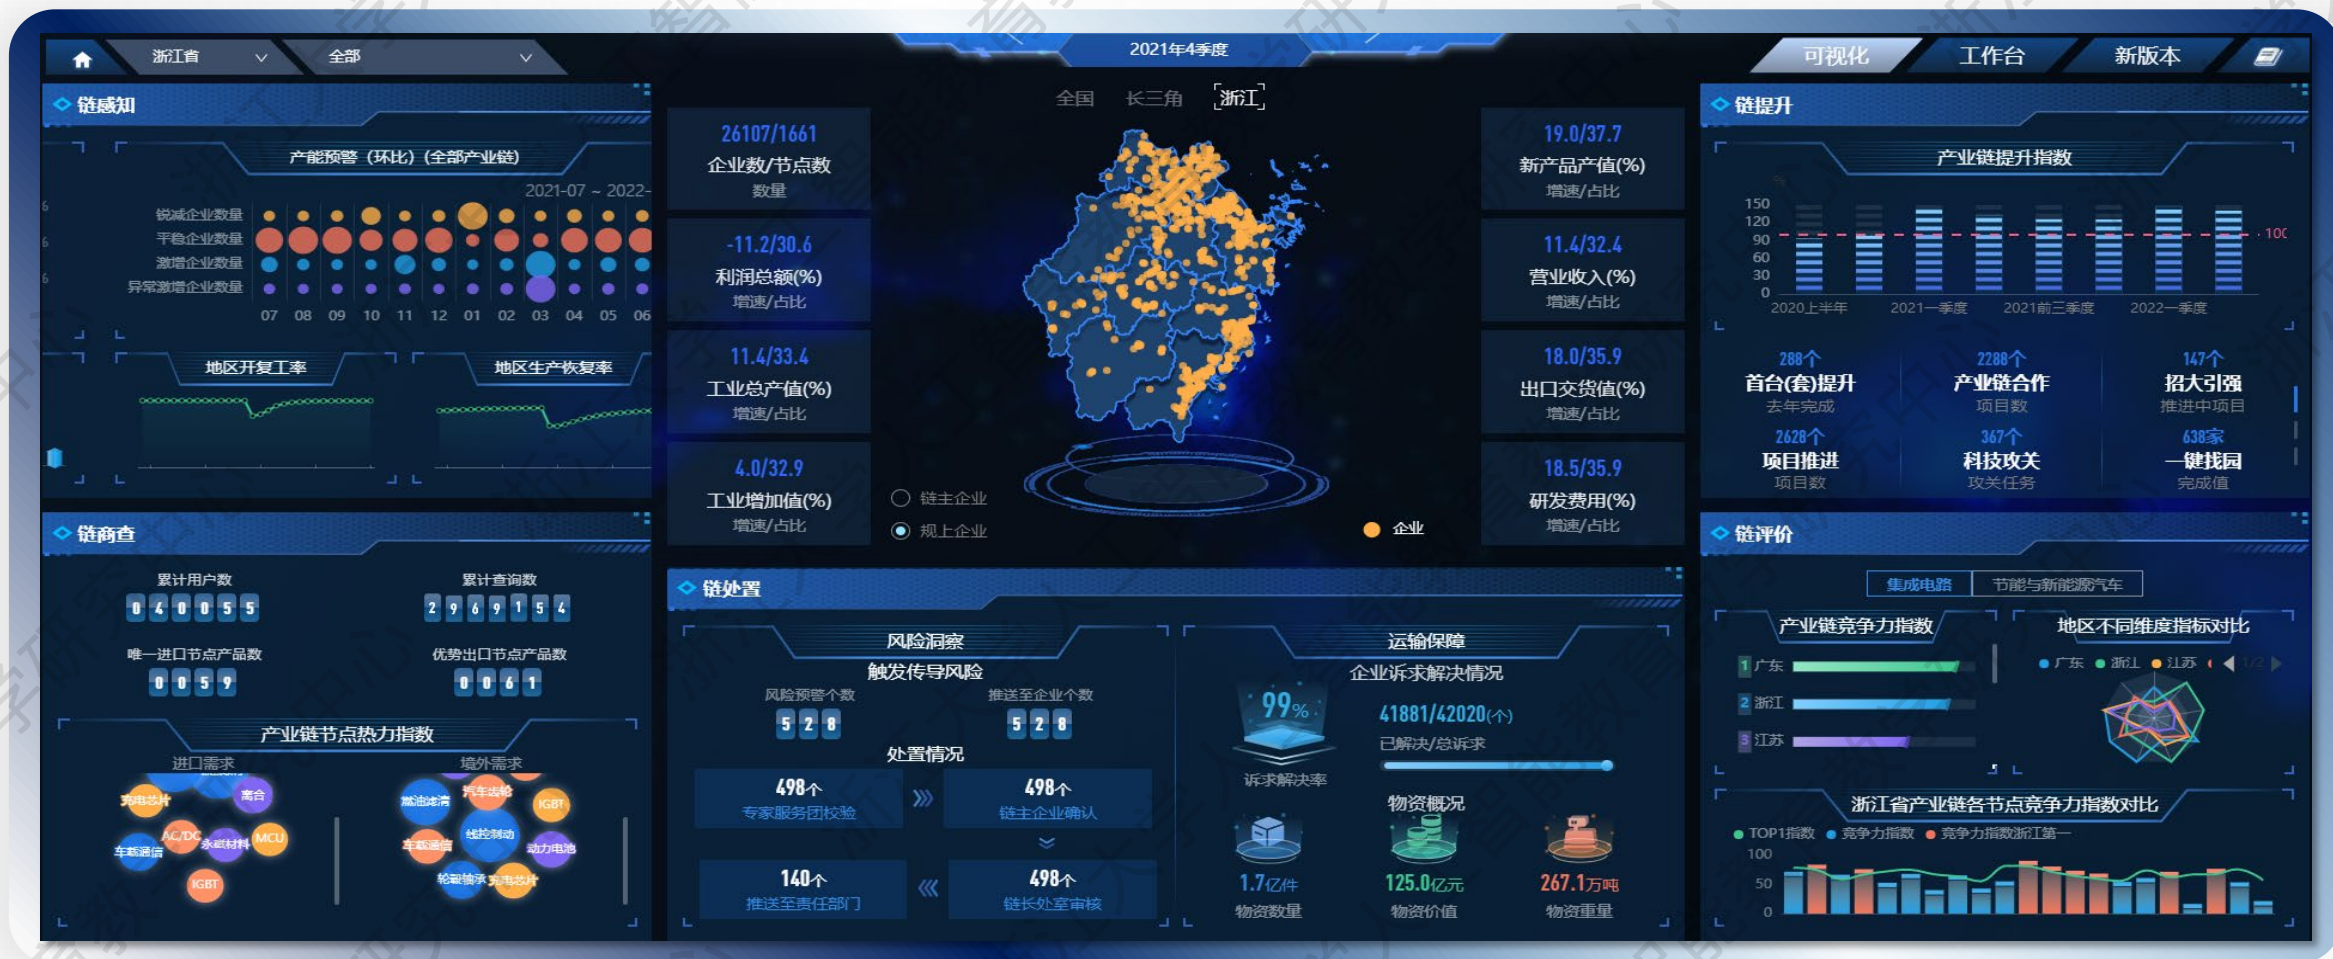 浙江省
全部
2021年4季度
可视化
工作台
新版本
链感知
产能预警（环比）(全部产业链)
2021-07 ~ 2022-
锐减企业数量
平稳企业数量
激增企业数量
异常激增企业数量
07 08 09 10 11 12 01 02 03 04 05 06
地区开复工率
地区生产恢复率
链商查
累计用户数
累计查询数
040055
2969154
唯一进口节点产品数
优势出口节点产品数
0059
0061
产业链节点热力指数
进口需求
境外需求
充电芯片
离合
AC/DC
永磁材料
MCU
车载通信
IGBT
燃油滤清
汽车齿轮
IGBT
线控制动
车载通信
动力电池
轮毂轴承
充电芯片
全国
长三角
浙江
26107/1661
企业数/节点数
数量
-11.2/30.6
利润总额(%)
增速/占比
11.4/33.4
工业总产值(%)
增速/占比
4.0/32.9
工业增加值(%)
增速/占比
链主企业
规上企业
企业
19.0/37.7
新产品产值(%)
增速/占比
11.4/32.4
营业收入(%)
增速/占比
18.0/35.9
出口交货值(%)
增速/占比
18.5/35.9
研发费用(%)
增速/占比
链处置
风险洞察
触发传导风险
风险预警个数
推送至企业个数
528
528
处置情况
498个
专家服务团校验
498个
链主企业确认
140个
推送至责任部门
498个
链长处室审核
运输保障
企业诉求解决情况
99%
诉求解决率
41881/42020(个)
已解决/总诉求
物资概况
1.7亿件
物资数量
125.0亿元
物资价值
267.1万吨
物资重量
链提升
产业链提升指数
150
120
90
60
30
0
100
2020上半年
2021一季度
2021前三季度
2022一季度
288个
首台(套)提升
去年完成
2288个
产业链合作
项目数
147个
招大引强
推进中项目
2628个
项目推进
项目数
367个
科技攻关
攻关任务
638家
一键找园
完成值
链评价
集成电路
节能与新能源汽车
产业链竞争力指数
1 广东
2 浙江
3 江苏
地区不同维度指标对比
广东 浙江 江苏
1/2
浙江省产业链各节点竞争力指数对比
TOP1指数 竞争力指数 竞争力指数浙江第一
100
50
0